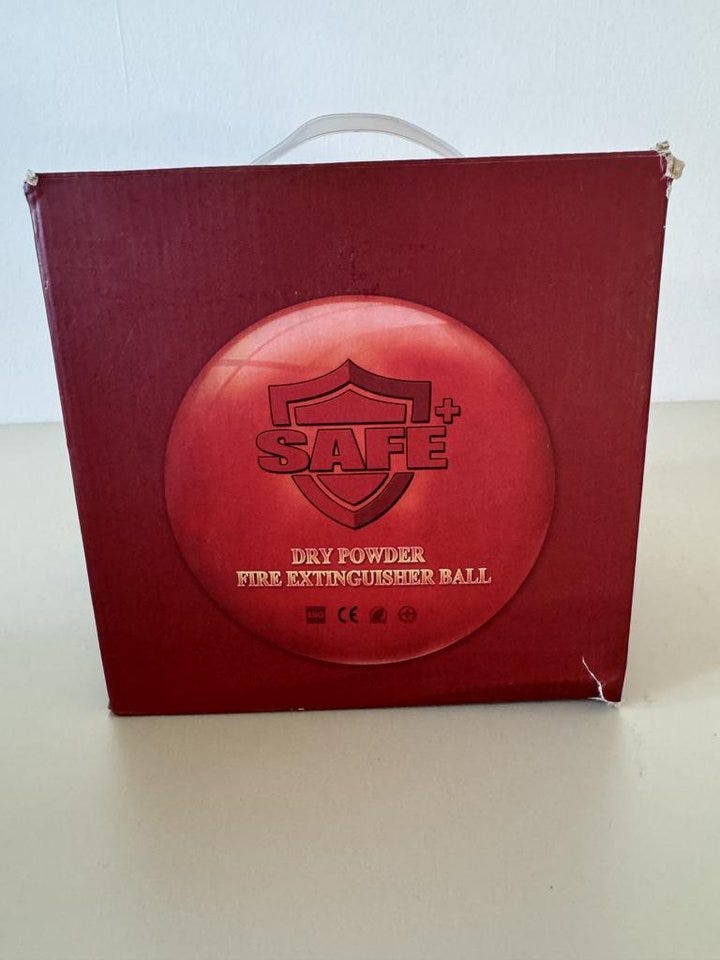 SAFE+
DRY POWDER
FIRE EXTINGUISHER BALL
CE